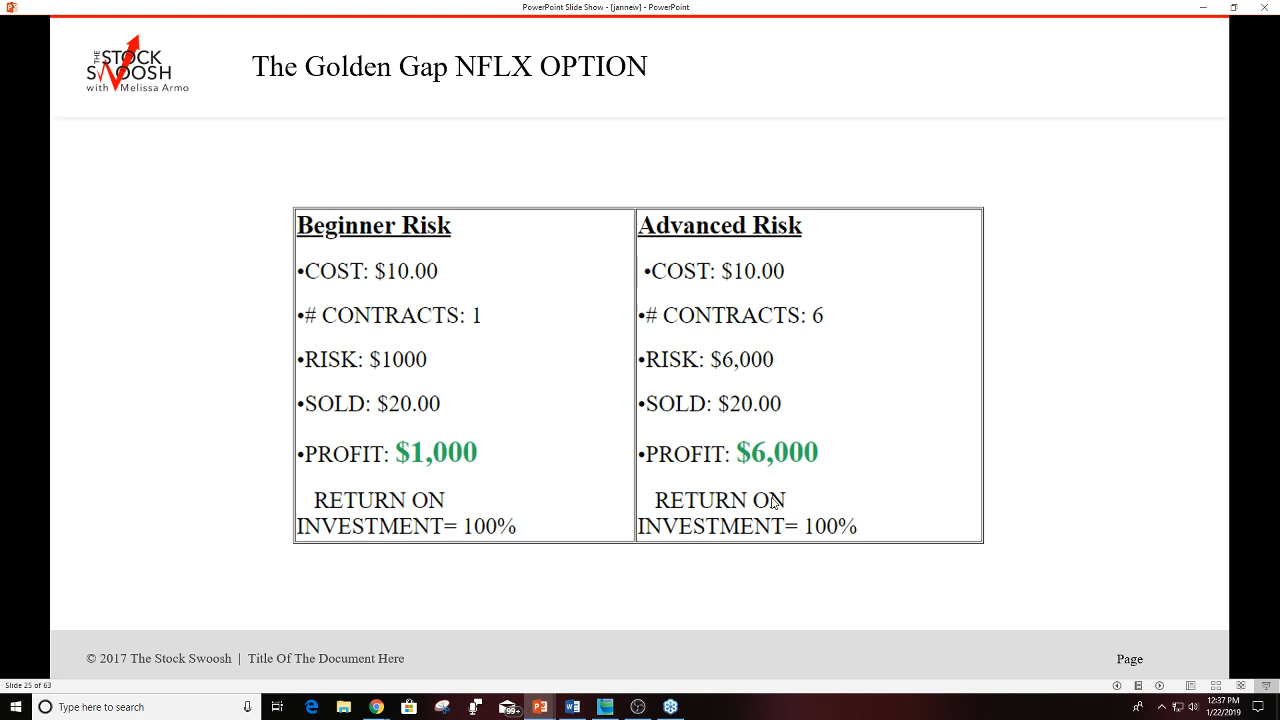 PowerPoint Slide Show - [jannew] - PowerPoint
THE
STOCK
SWOOSH
with Melissa Armo
The Golden Gap NFLX OPTION
Beginner Risk
•COST: $10.00
•# CONTRACTS: 1
•RISK: $1000
•SOLD: $20.00
•PROFIT: $1,000
RETURN ON
INVESTMENT= 100%
Advanced Risk
•COST: $10.00
•# CONTRACTS: 6
•RISK: $6,000
•SOLD: $20.00
•PROFIT: $6,000
RETURN ON
INVESTMENT= 100%
© 2017 The Stock Swoosh | Title Of The Document Here
Page
Slide 25 of 63
Type here to search
99+
12:37 PM
1/22/2019